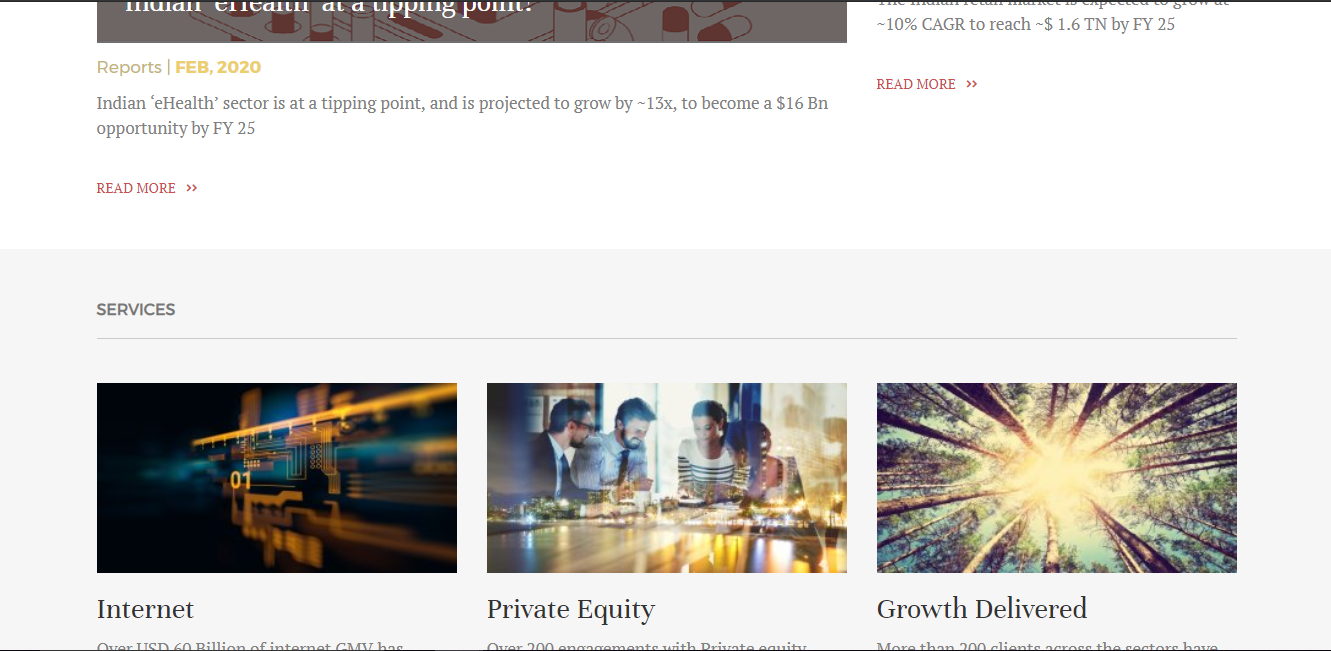 Indian 'eHealth' at a tipping point?
Reports | FEB, 2020
Indian ‘eHealth’ sector is at a tipping point, and is projected to grow by ~13x, to become a $16 Bn
opportunity by FY 25
READ MORE >>
The Indian retail market is expected to grow at
~10% CAGR to reach ~$ 1.6 TN by FY 25
READ MORE >>
SERVICES
01
Internet
Over USD 60 Billion of internet GMV has
Private Equity
Over 200 engagements with Private equity
Growth Delivered
More than 200 clients across the sectors have